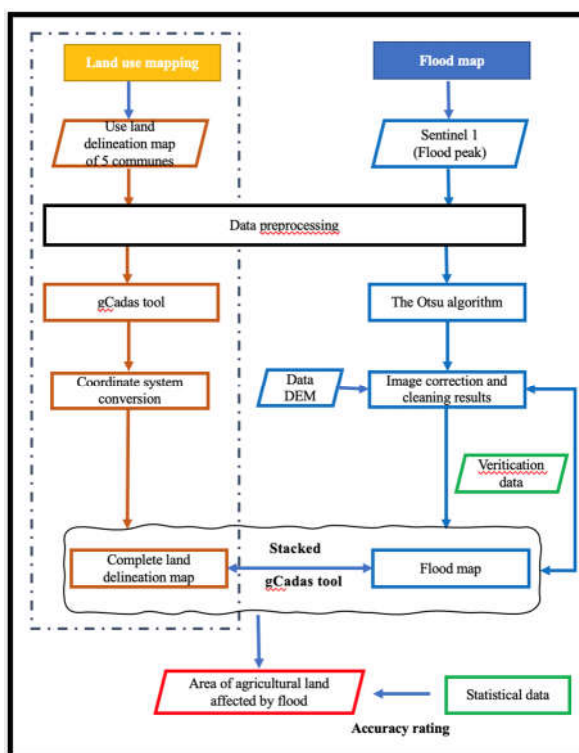 Land use mapping
Flood map
Use land
delineation map
of 5 communes
Sentinel 1
(Flood peak)
Data preprocessing
gCadas tool
The Otsu algorithm
Coordinate system
conversion
Data
DEM
Image correction and
cleaning results
Veritication
data
Stacked
Complete land
delineation map
gCadas tool
Flood map
Area of agricultural land
affected by flood
Statistical data
Accuracy rating